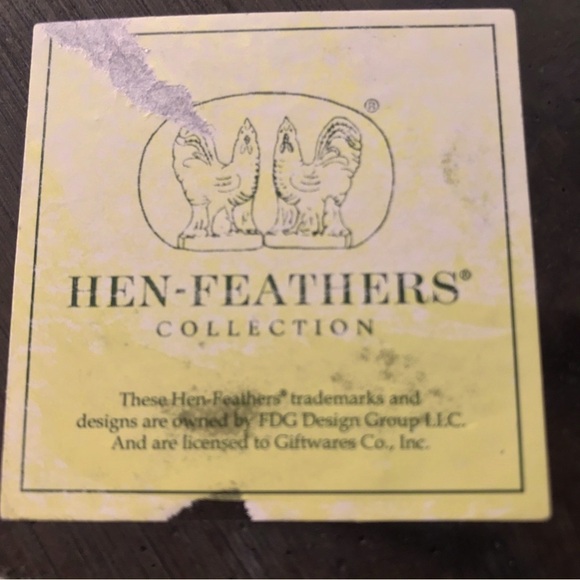 ®
HEN-FEATHERS®
COLLECTION
These Hen-Feathers® trademarks and
designs are owned by FDG Design Group LLC.
And are licensed to Giftwares Co., Inc.